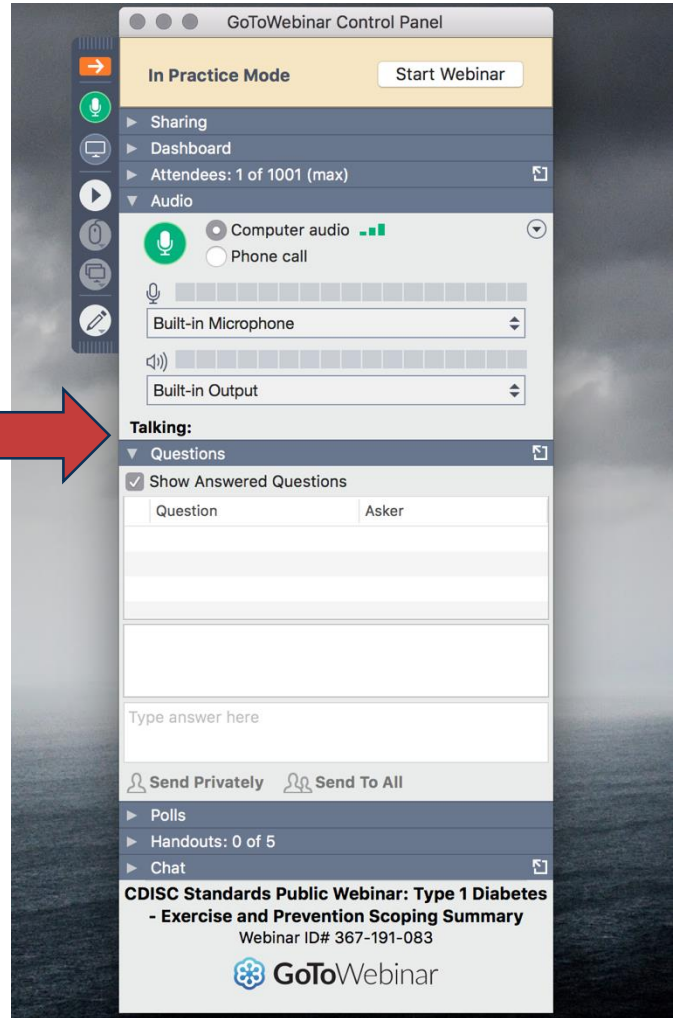 GoToWebinar Control Panel
In Practice Mode
Start Webinar
Sharing
Dashboard
Attendees: 1 of 1001 (max)
Audio
Computer audio
Phone call
Built-in Microphone
Built-in Output
Talking:
Questions
Show Answered Questions
Question Asker
Type answer here
Send Privately Send To All
Polls
Handouts: 0 of 5
Chat
CDISC Standards Public Webinar: Type 1 Diabetes
- Exercise and Prevention Scoping Summary
Webinar ID# 367-191-083
GoToWebinar